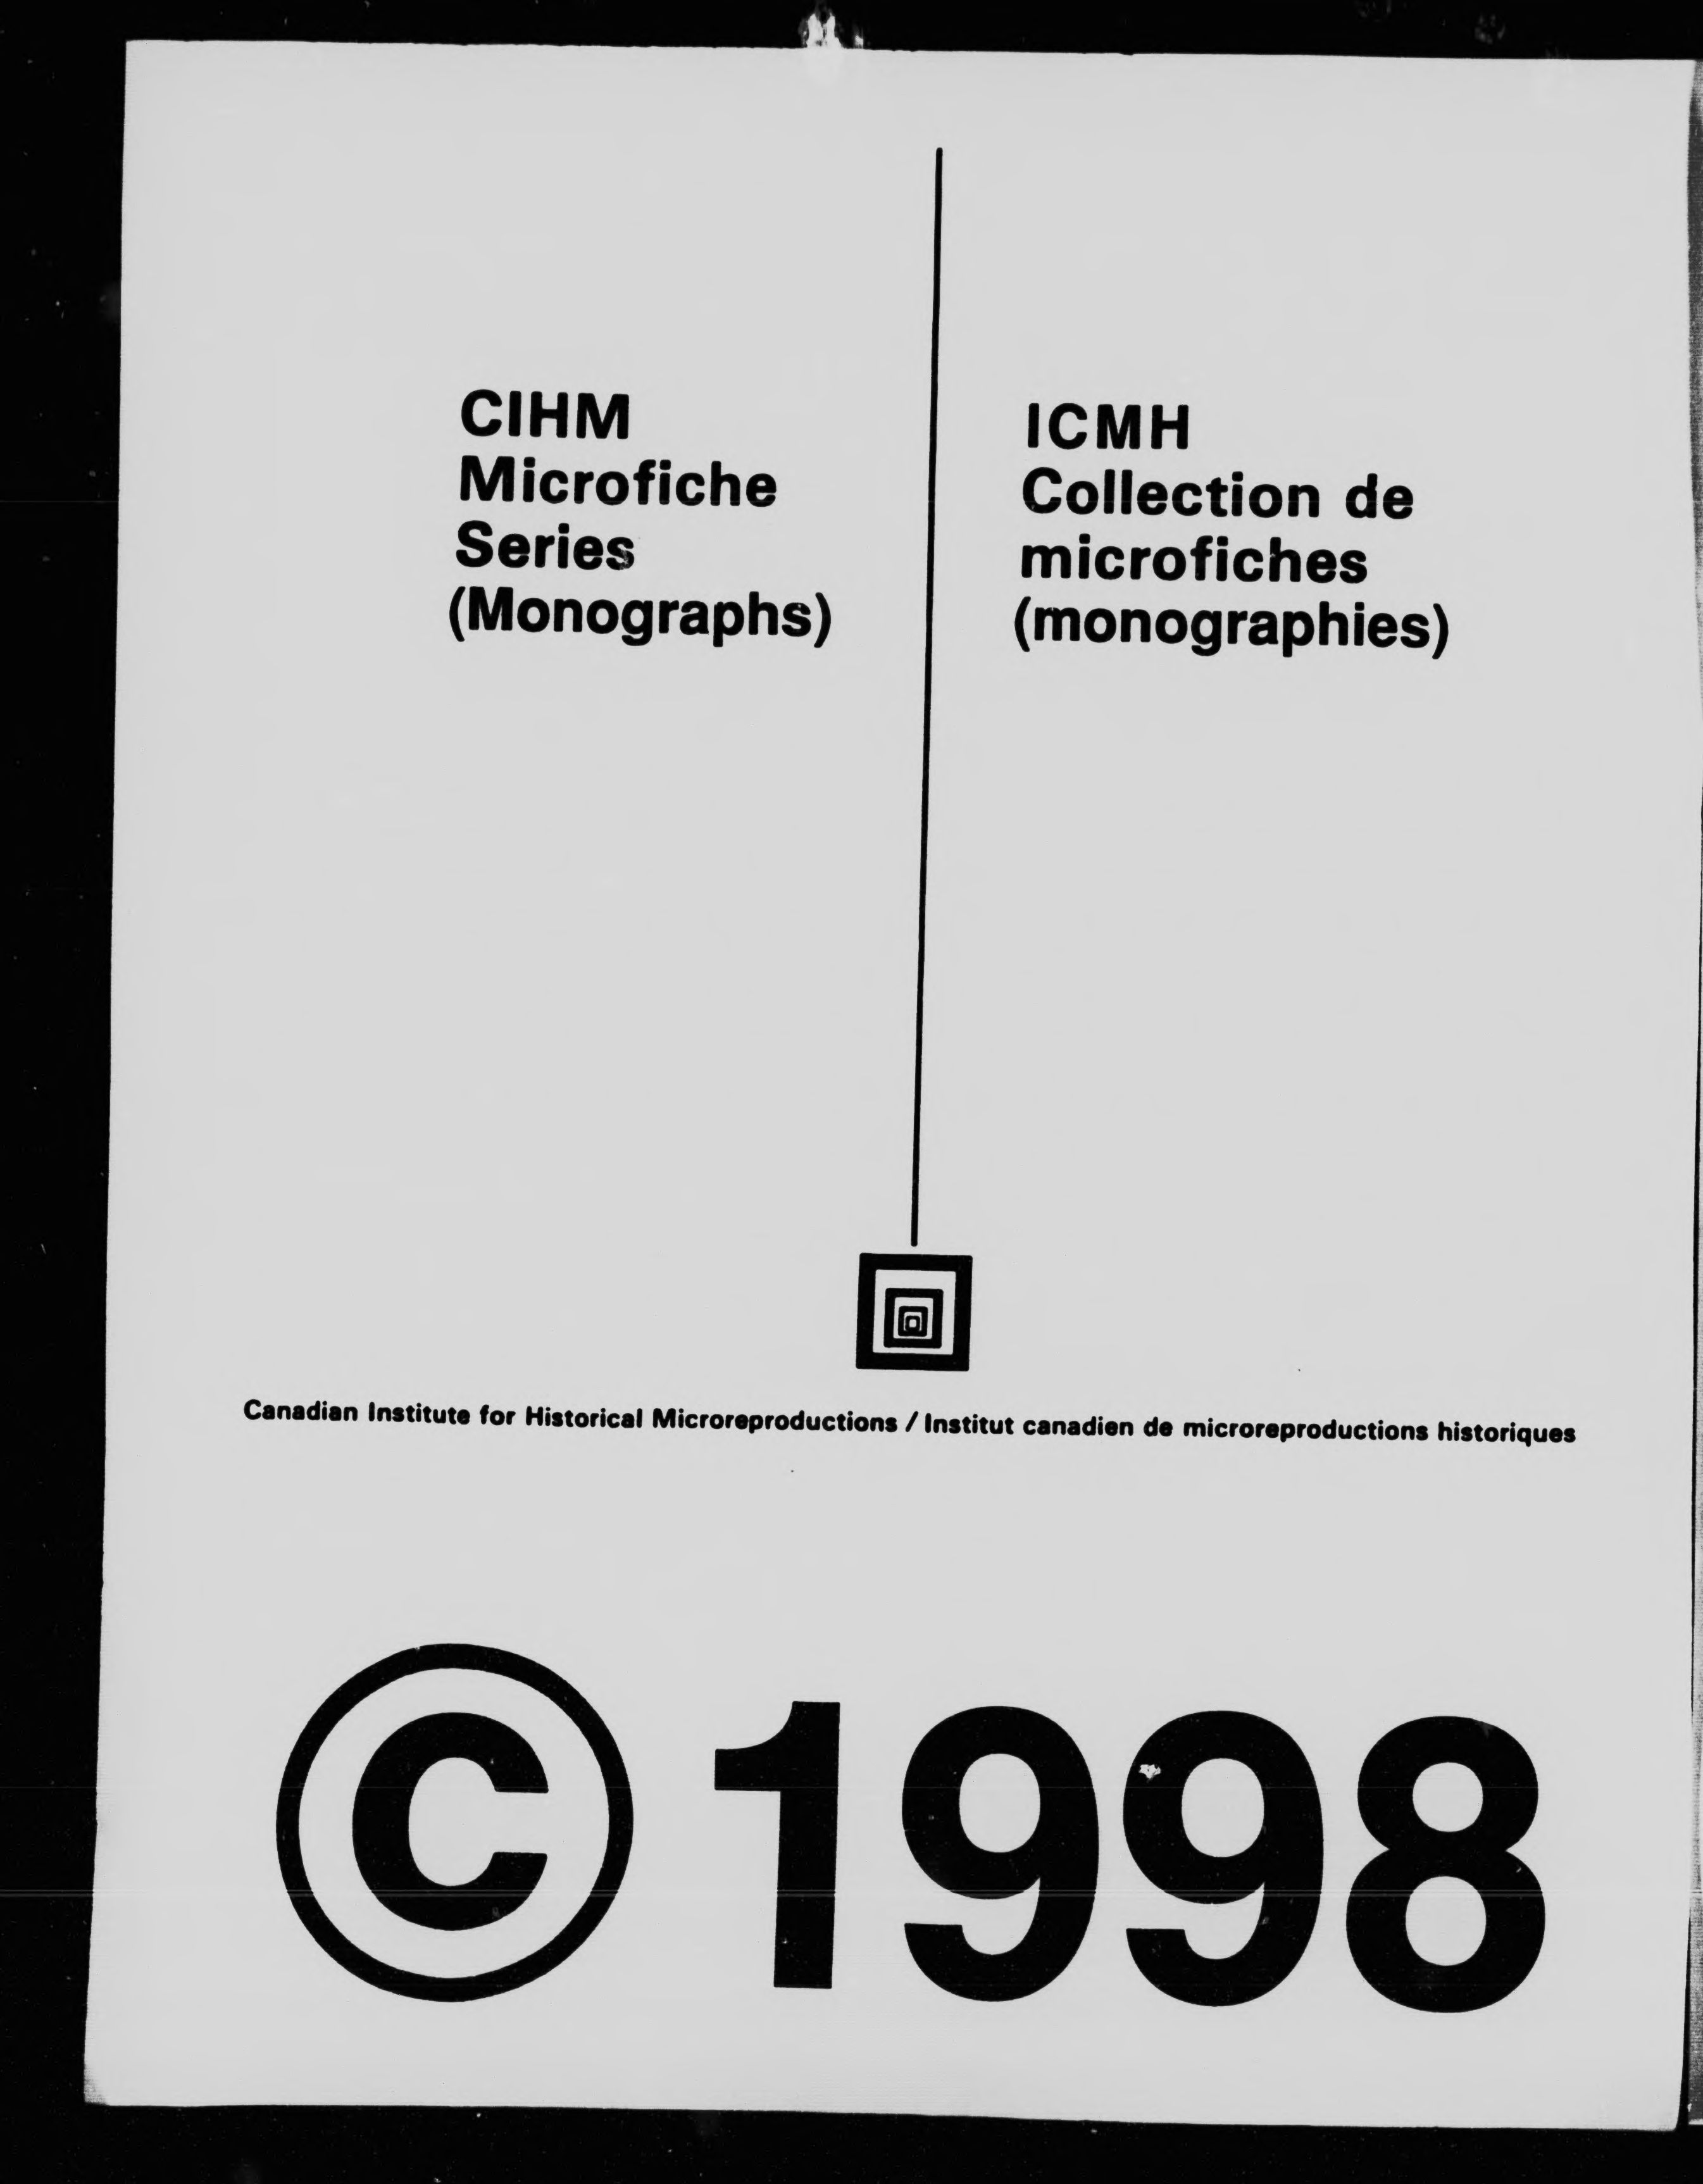 CIHM
Microfiche
Series
(Monographs)
ICMH
Collection de
microfiches
(monographies)
Canadian Institute for Historical Microreproductions / Institut canadien de microreproductions historiques
© 1998